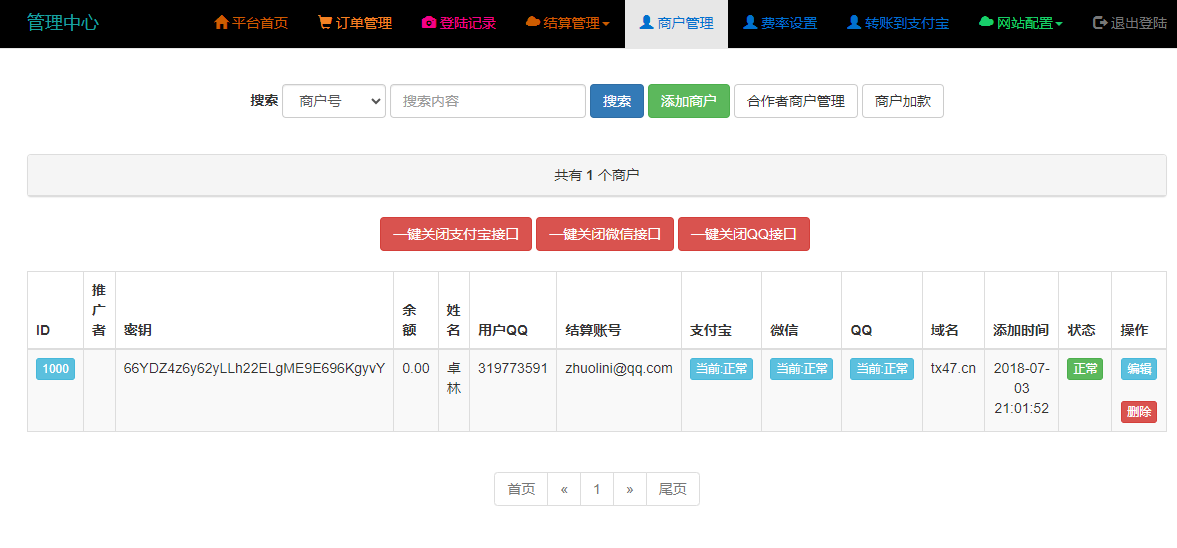 管理中心 平台首页 订单管理 登陆记录 结算管理 商户管理 费率设置 转账到支付宝 网站配置 退出登陆
搜索 商户号 搜索内容 搜索 添加商户 合作者商户管理 商户加款
共有 1 个商户
一键关闭支付宝接口 一键关闭微信接口 一键关闭QQ接口
ID 推广者 密钥 余额 姓名 用户QQ 结算账号 支付宝 微信 QQ 域名 添加时间 状态 操作
1000 66YDZ4z6y62yLLh22ELgME9E696KgyvY 0.00 卓林 319773591 zhuolini@qq.com 当前:正常 当前:正常 当前:正常 tx47.cn 2018-07-03 21:01:52 正常 编辑
删除
首页 « 1 » 尾页